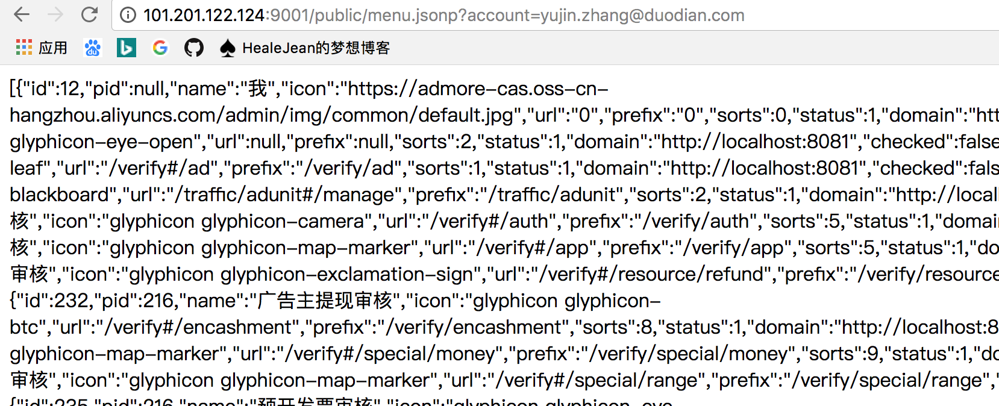 101.201.122.124:9001/public/menu.jsonp?account=yujin.zhang@duodian.com
应用 HealeJean的梦想博客
[{"id":12,"pid":null,"name":"我","icon":"https://admore-cas.oss-cn-
hangzhou.aliyuncs.com/admin/img/common/default.jpg","url":"0","prefix":"0","sorts":0,"status":1,"domain":"htt
glyphicon-eye-open","url":null,"prefix":null,"sorts":2,"status":1,"domain":"http://localhost:8081","checked":false
leaf","url":"/verify#/ad","prefix":"/verify/ad","sorts":1,"status":1,"domain":"http://localhost:8081","checked":fals
blackboard","url":"/traffic/adunit#/manage","prefix":"/traffic/adunit","sorts":2,"status":1,"domain":"http://local
核","icon":"glyphicon glyphicon-camera","url":"/verify#/auth","prefix":"/verify/auth","sorts":5,"status":1,"domai
核","icon":"glyphicon glyphicon-map-marker","url":"/verify#/app","prefix":"/verify/app","sorts":5,"status":1,"do
审核","icon":"glyphicon glyphicon-exclamation-sign","url":"/verify#/resource/refund","prefix":"/verify/resource
{"id":232,"pid":216,"name":"广告主提现审核","icon":"glyphicon glyphicon-
btc","url":"/verify#/encashment","prefix":"/verify/encashment","sorts":8,"status":1,"domain":"http://localhost:8
glyphicon-map-marker","url":"/verify#/special/money","prefix":"/verify/special/money","sorts":9,"status":1,"do
审核","icon":"glyphicon glyphicon-map-marker","url":"/verify#/special/range","prefix":"/verify/special/range","
{"id":235,"pid":216,"name":"预开发票审核","icon":"glyphicon glyphicon-eye-